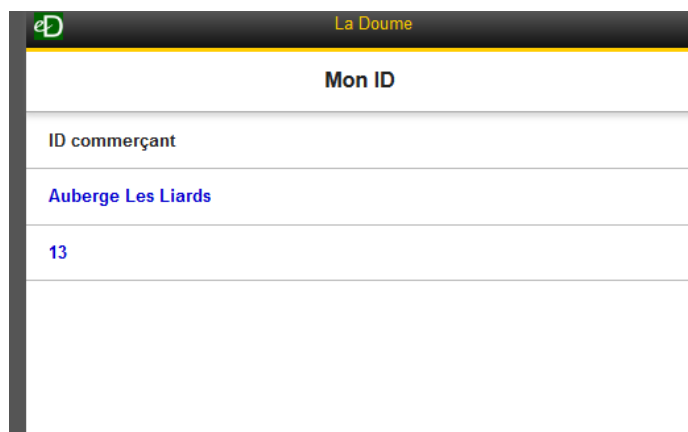 eD
La Doume
Mon ID
ID commerçant
Auberge Les Liards
13